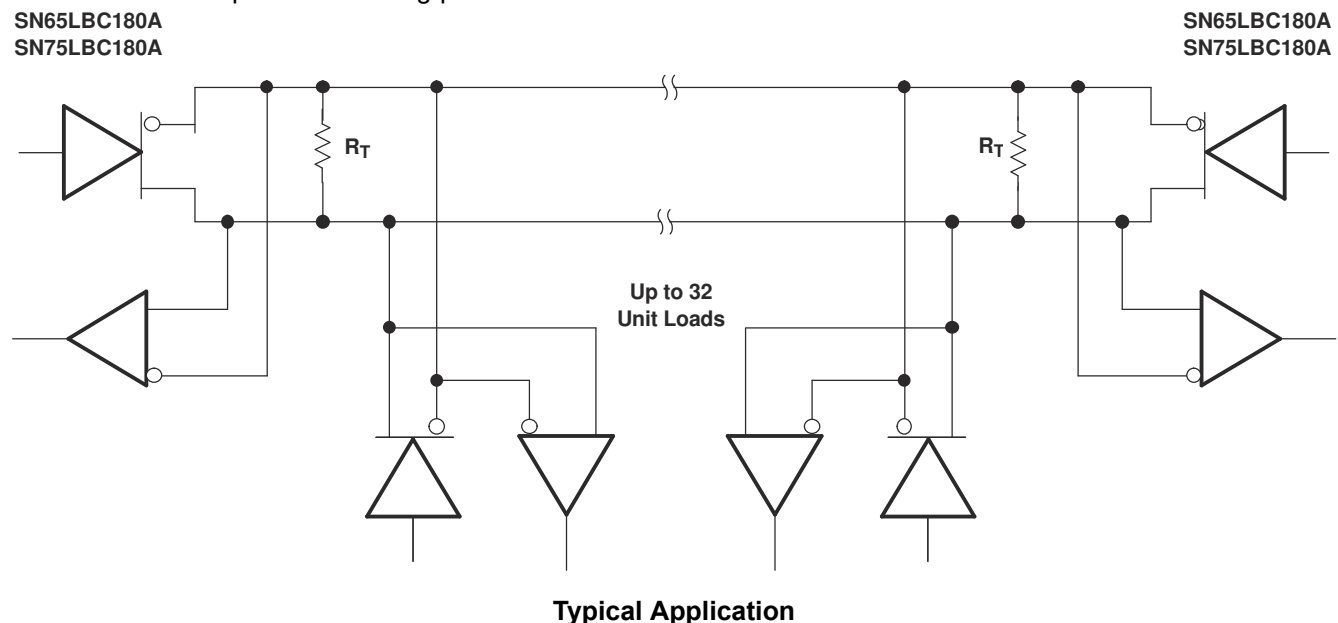 SN65LBC180A
SN75LBC180A
SN65LBC180A
SN75LBC180A
RT
RT
Up to 32
Unit Loads
Typical Application